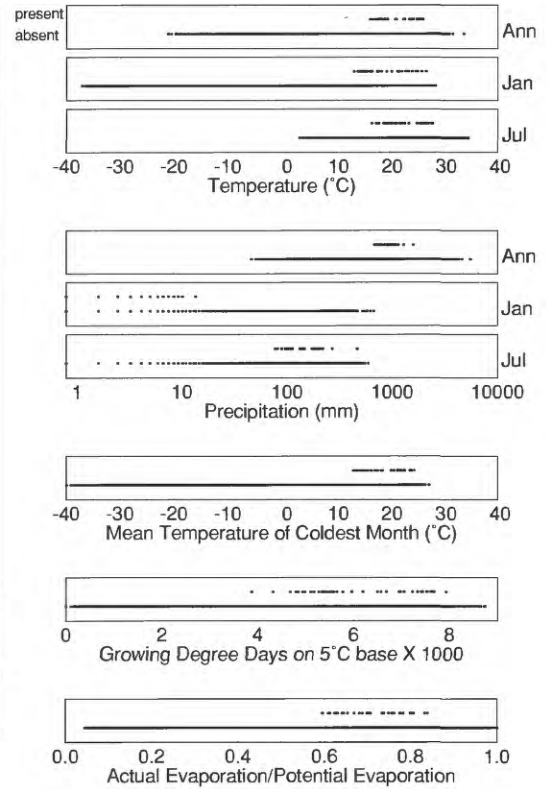 present
absent
Ann
Jan
Jul
-40 -30 -20 -10 0 10 20 30 40
Temperature (˚C)
Ann
Jan
Jul
1 10 100 1000 10000
Precipitation (mm)
-40 -30 -20 -10 0 10 20 30 40
Mean Temperature of Coldest Month (˚C)
0 2 4 6 8
Growing Degree Days on 5˚C base X 1000
0.0 0.2 0.4 0.6 0.8 1.0
Actual Evaporation/Potential Evaporation